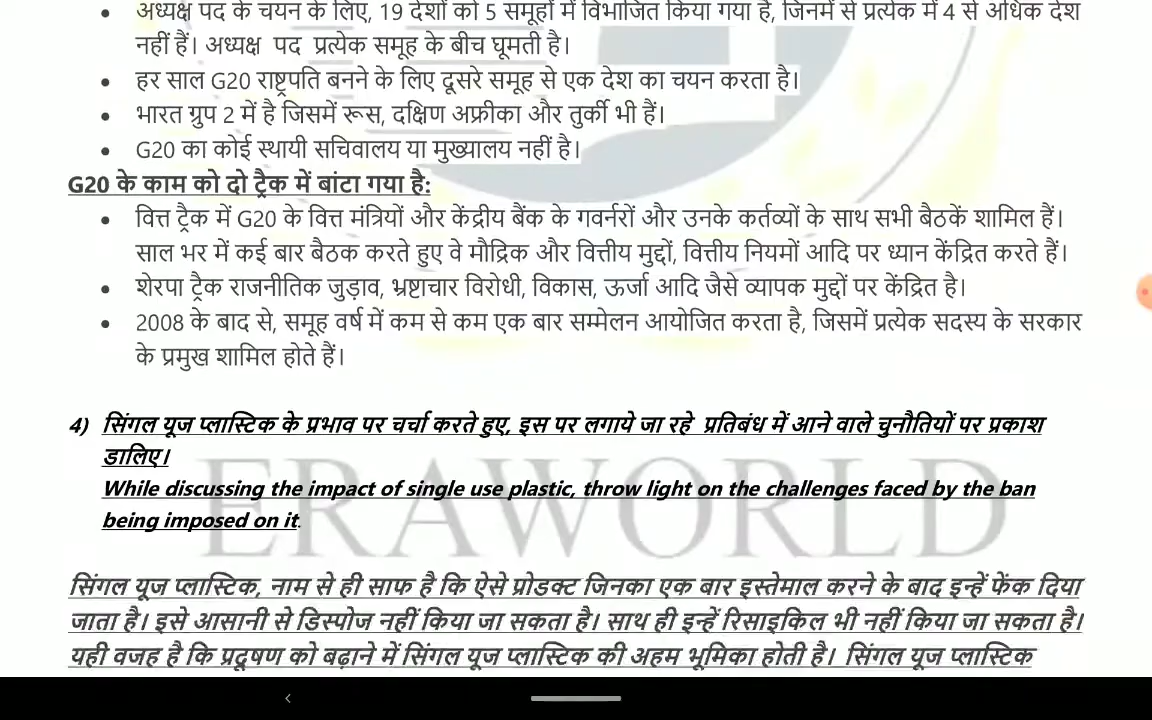 • अध्यक्ष पद के चयन के लिए, 19 देशों को 5 समूहों में विभाजित किया गया है, जिनमें से प्रत्येक में 4 से अधिक देश
नहीं हैं। अध्यक्ष पद प्रत्येक समूह के बीच घूमती है।
• हर साल G20 राष्ट्रपति बनने के लिए दूसरे समूह से एक देश का चयन करता है।
• भारत ग्रुप 2 में है जिसमें रूस, दक्षिण अफ्रीका और तुर्की भी हैं।
• G20 का कोई स्थायी सचिवालय या मुख्यालय नहीं है।
G20 के काम को दो ट्रैक में बांटा गया है:
• वित्त ट्रैक में G20 के वित्त मंत्रियों और केंद्रीय बैंक के गवर्नरों और उनके कर्तव्यों के साथ सभी बैठकें शामिल हैं।
साल भर में कई बार बैठक करते हुए वे मौद्रिक और वित्तीय मुद्दों, वित्तीय नियमों आदि पर ध्यान केंद्रित करते हैं।
• शेरपा ट्रैक राजनीतिक जुड़ाव, भ्रष्टाचार विरोधी, विकास, ऊर्जा आदि जैसे व्यापक मुद्दों पर केंद्रित है।
• 2008 के बाद से, समूह वर्ष में कम से कम एक बार सम्मेलन आयोजित करता है, जिसमें प्रत्येक सदस्य के सरकार
के प्रमुख शामिल होते हैं।
4) सिंगल यूज प्लास्टिक के प्रभाव पर चर्चा करते हुए, इस पर लगाये जा रहे प्रतिबंध में आने वाले चुनौतियों पर प्रकाश
डालिए।
While discussing the impact of single use plastic, throw light on the challenges faced by the ban
being imposed on it.
ERAWORLD
सिंगल यूज प्लास्टिक, नाम से ही साफ है कि ऐसे प्रोडक्ट जिनका एक बार इस्तेमाल करने के बाद इन्हें फेंक दिया
जाता है। इसे आसानी से डिस्पोज नहीं किया जा सकता है। साथ ही इन्हें रिसाइकिल भी नहीं किया जा सकता है।
यही वजह है कि प्रदूषण को बढ़ाने में सिंगल यूज प्लास्टिक की अहम भूमिका होती है। सिंगल यूज प्लास्टिक